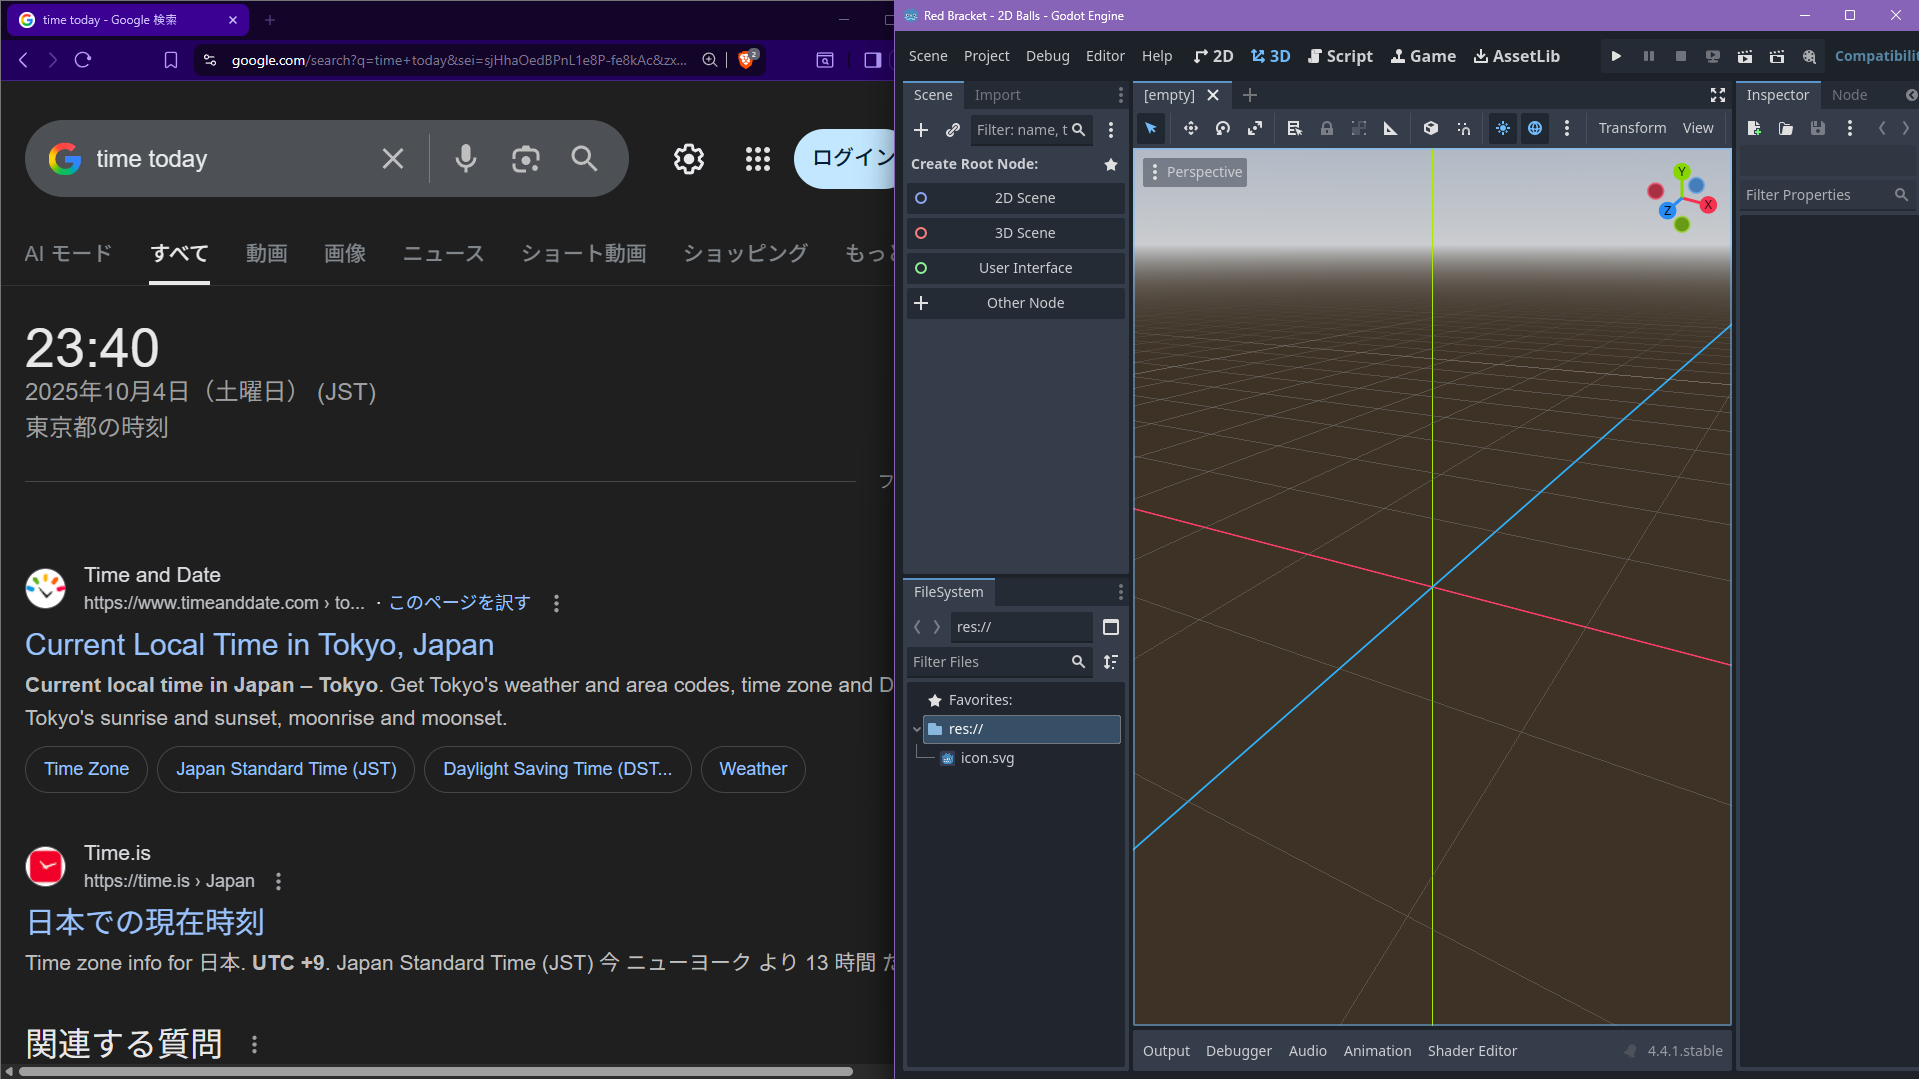 time today - Google 検索
google.com/search?q=time+today&sei=sjHhaOedBPnL1e8P-fe8kAc&zx...
2
time today
ログイン
AI モード
すべて
動画
画像
ニュース
ショート動画
ショッピング
もっと
23:40
2025年10月4日（土曜日） (JST)
東京都の時刻
フ
Time and Date
https://www.timeanddate.com › to... · このページを訳す
Current Local Time in Tokyo, Japan
Current local time in Japan – Tokyo. Get Tokyo's weather and area codes, time zone and D
Tokyo's sunrise and sunset, moonrise and moonset.
Time Zone
Japan Standard Time (JST)
Daylight Saving Time (DST...
Weather
Time.is
https://time.is › Japan
日本での現在時刻
Time zone info for 日本. UTC +9. Japan Standard Time (JST) 今 ニューヨーク より 13 時間
関連する質問
Red Bracket - 2D Balls - Godot Engine
Scene Project Debug Editor Help 2D 3D Script Game AssetLib
Compatibili
Scene Import
Filter: name, t
Create Root Node:
2D Scene
3D Scene
User Interface
Other Node
FileSystem
res://
Filter Files
Favorites:
res://
icon.svg
[empty]
Transform View
Perspective
Y
X
Z
Output Debugger Audio Animation Shader Editor
4.4.1.stable
Inspector Node
Filter Properties